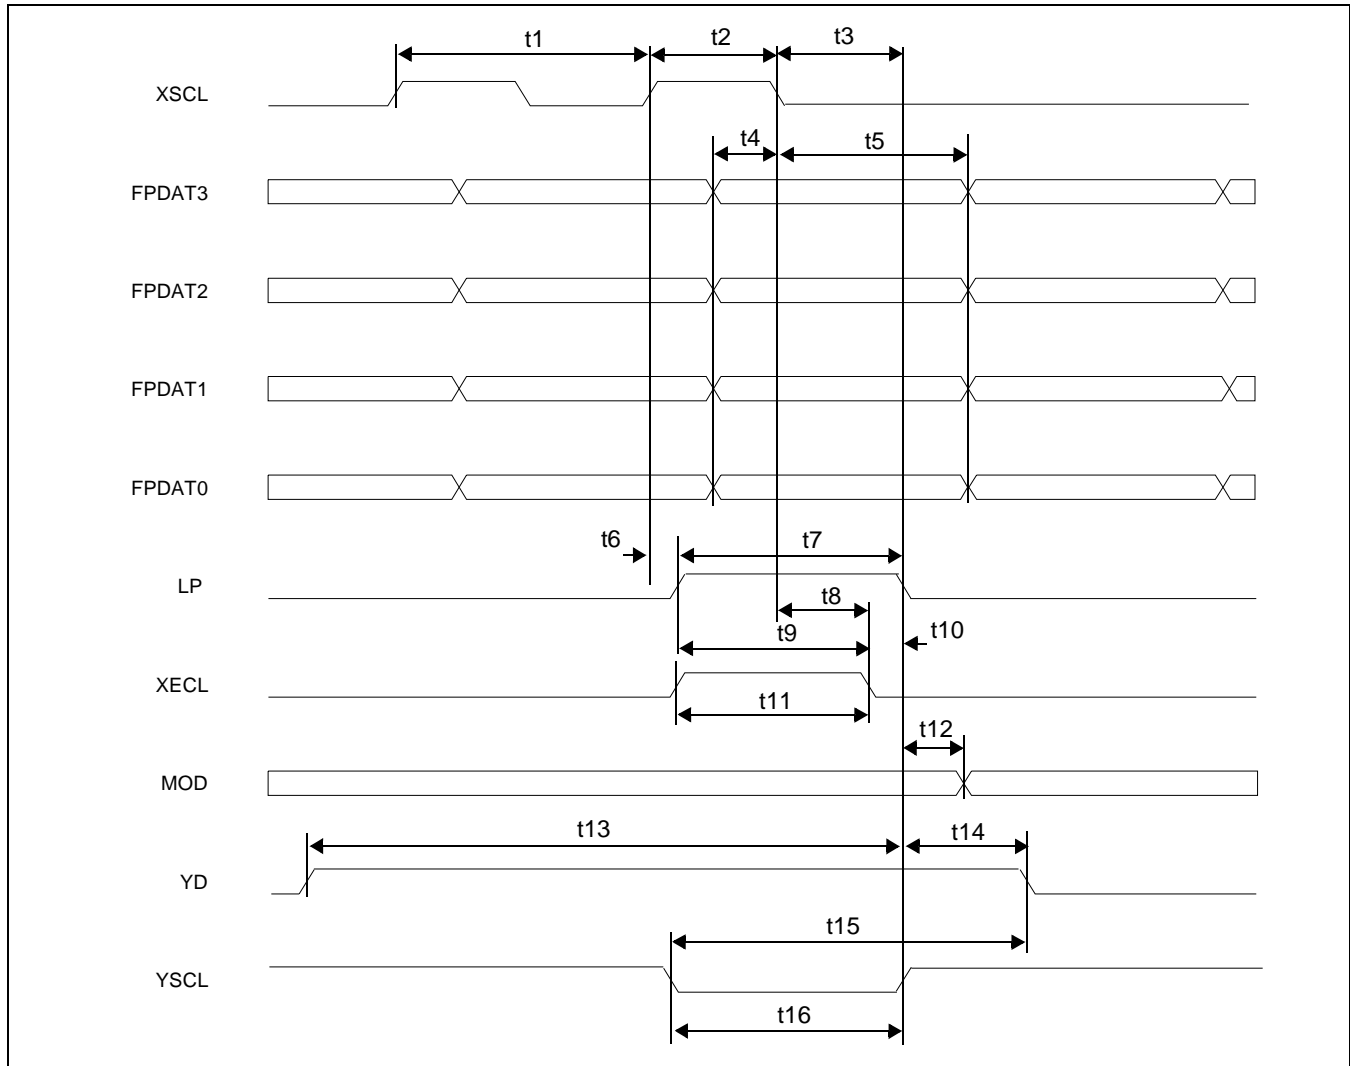 t1 t2 t3
XSCL
t4 t5
FPDAT3
FPDAT2
FPDAT1
FPDAT0
t6 t7
LP
t8
t9 t10
XECL
t11
t12
MOD
t13 t14
YD
t15
YSCL
t16